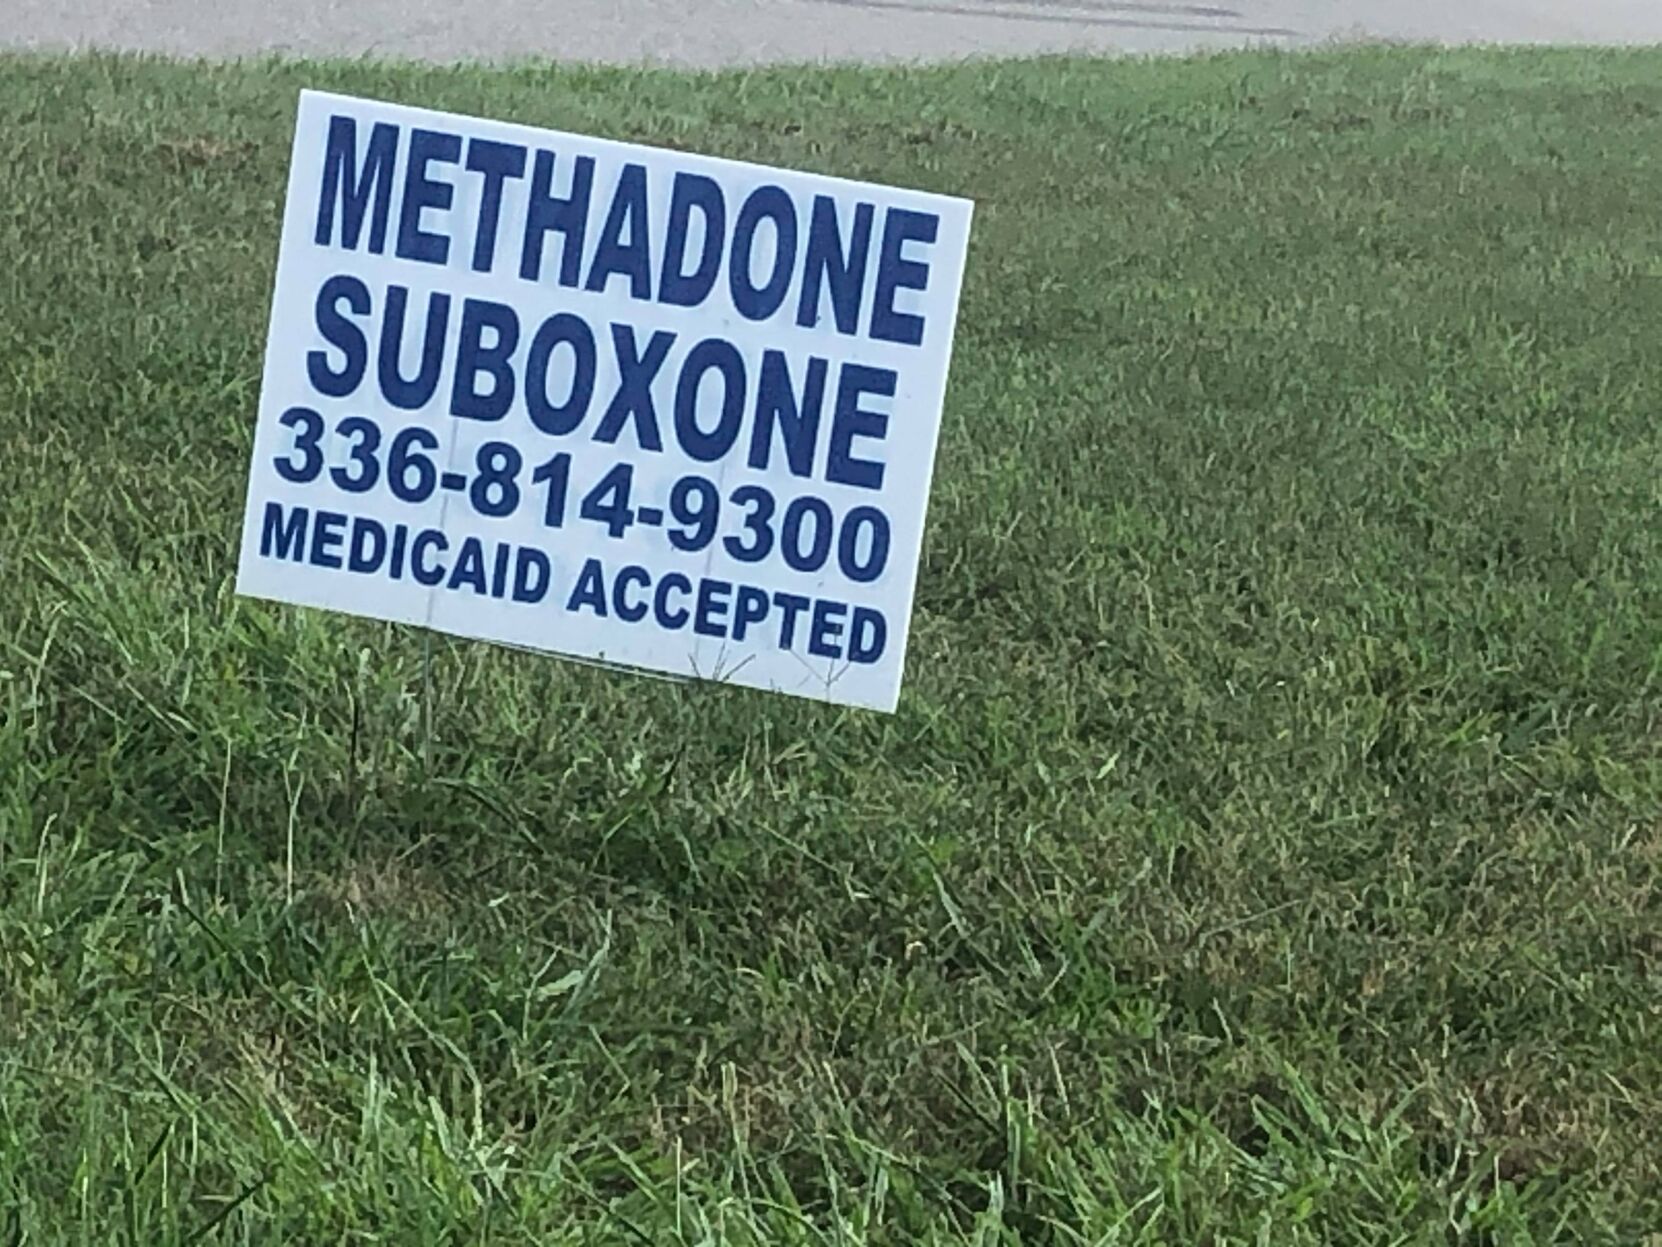 METHADONE
SUBOXONE
336-814-9300
MEDICAID ACCEPTED